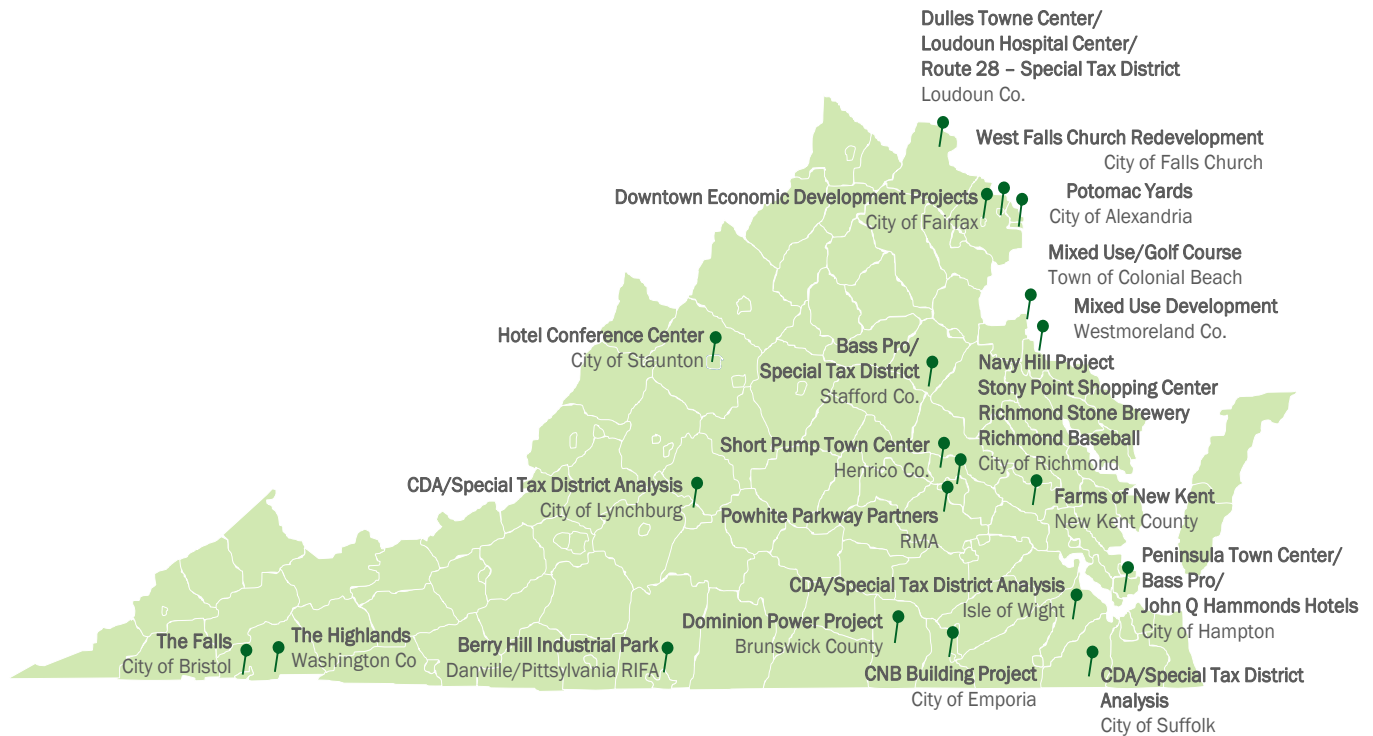 Dulles Towne Center/
Loudoun Hospital Center/
Route 28 – Special Tax District
Loudoun Co.
West Falls Church Redevelopment
City of Falls Church
Downtown Economic Development Projects
City of Fairfax
Potomac Yards
City of Alexandria
Mixed Use/Golf Course
Town of Colonial Beach
Mixed Use Development
Westmoreland Co.
Hotel Conference Center
City of Staunton
Bass Pro/
Special Tax District
Stafford Co.
Navy Hill Project
Stony Point Shopping Center
Richmond Stone Brewery
Richmond Baseball
City of Richmond
Short Pump Town Center
Henrico Co.
CDA/Special Tax District Analysis
City of Lynchburg
Powhite Parkway Partners
RMA
Farms of New Kent
New Kent County
Peninsula Town Center/
Bass Pro/
John Q Hammonds Hotels
City of Hampton
CDA/Special Tax District Analysis
Isle of Wight
Dominion Power Project
Brunswick County
The Falls
City of Bristol
The Highlands
Washington Co
Berry Hill Industrial Park
Danville/Pittsylvania RIFA
CNB Building Project
City of Emporia
CDA/Special Tax District
Analysis
City of Suffolk